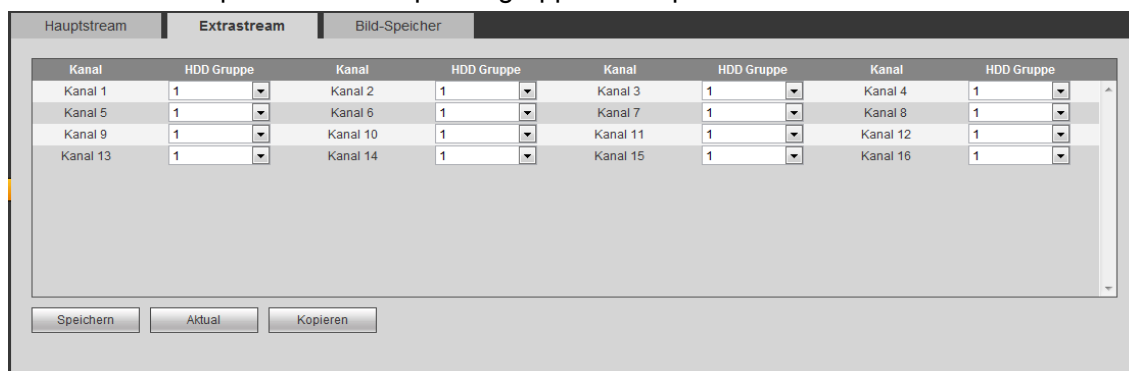 Hauptstream Extrastream Bild-Speicher
Kanal HDD Gruppe Kanal HDD Gruppe Kanal HDD Gruppe Kanal HDD Gruppe
Kanal 1 1 Kanal 2 1 Kanal 3 1 Kanal 4 1
Kanal 5 1 Kanal 6 1 Kanal 7 1 Kanal 8 1
Kanal 9 1 Kanal 10 1 Kanal 11 1 Kanal 12 1
Kanal 13 1 Kanal 14 1 Kanal 15 1 Kanal 16 1
Speichern Aktual Kopieren